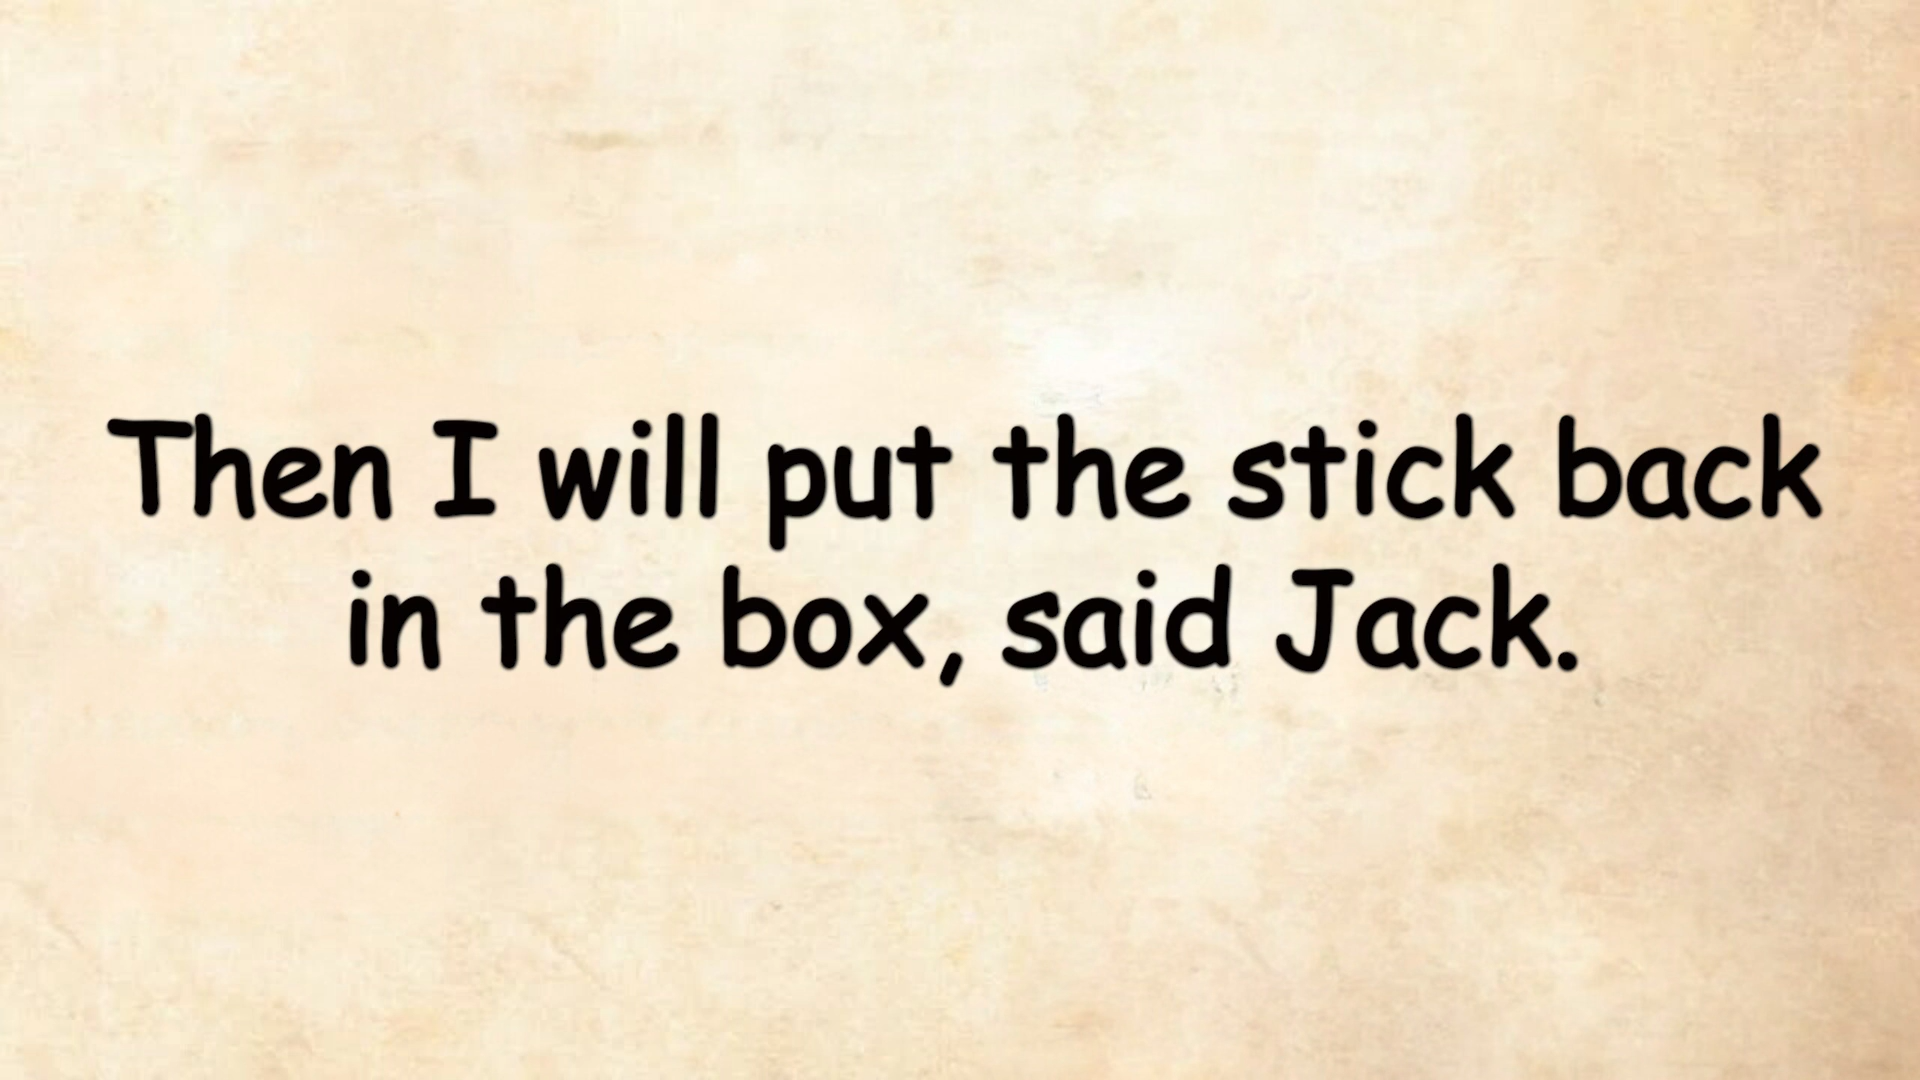 Then I will put the stick back
in the box, said Jack.